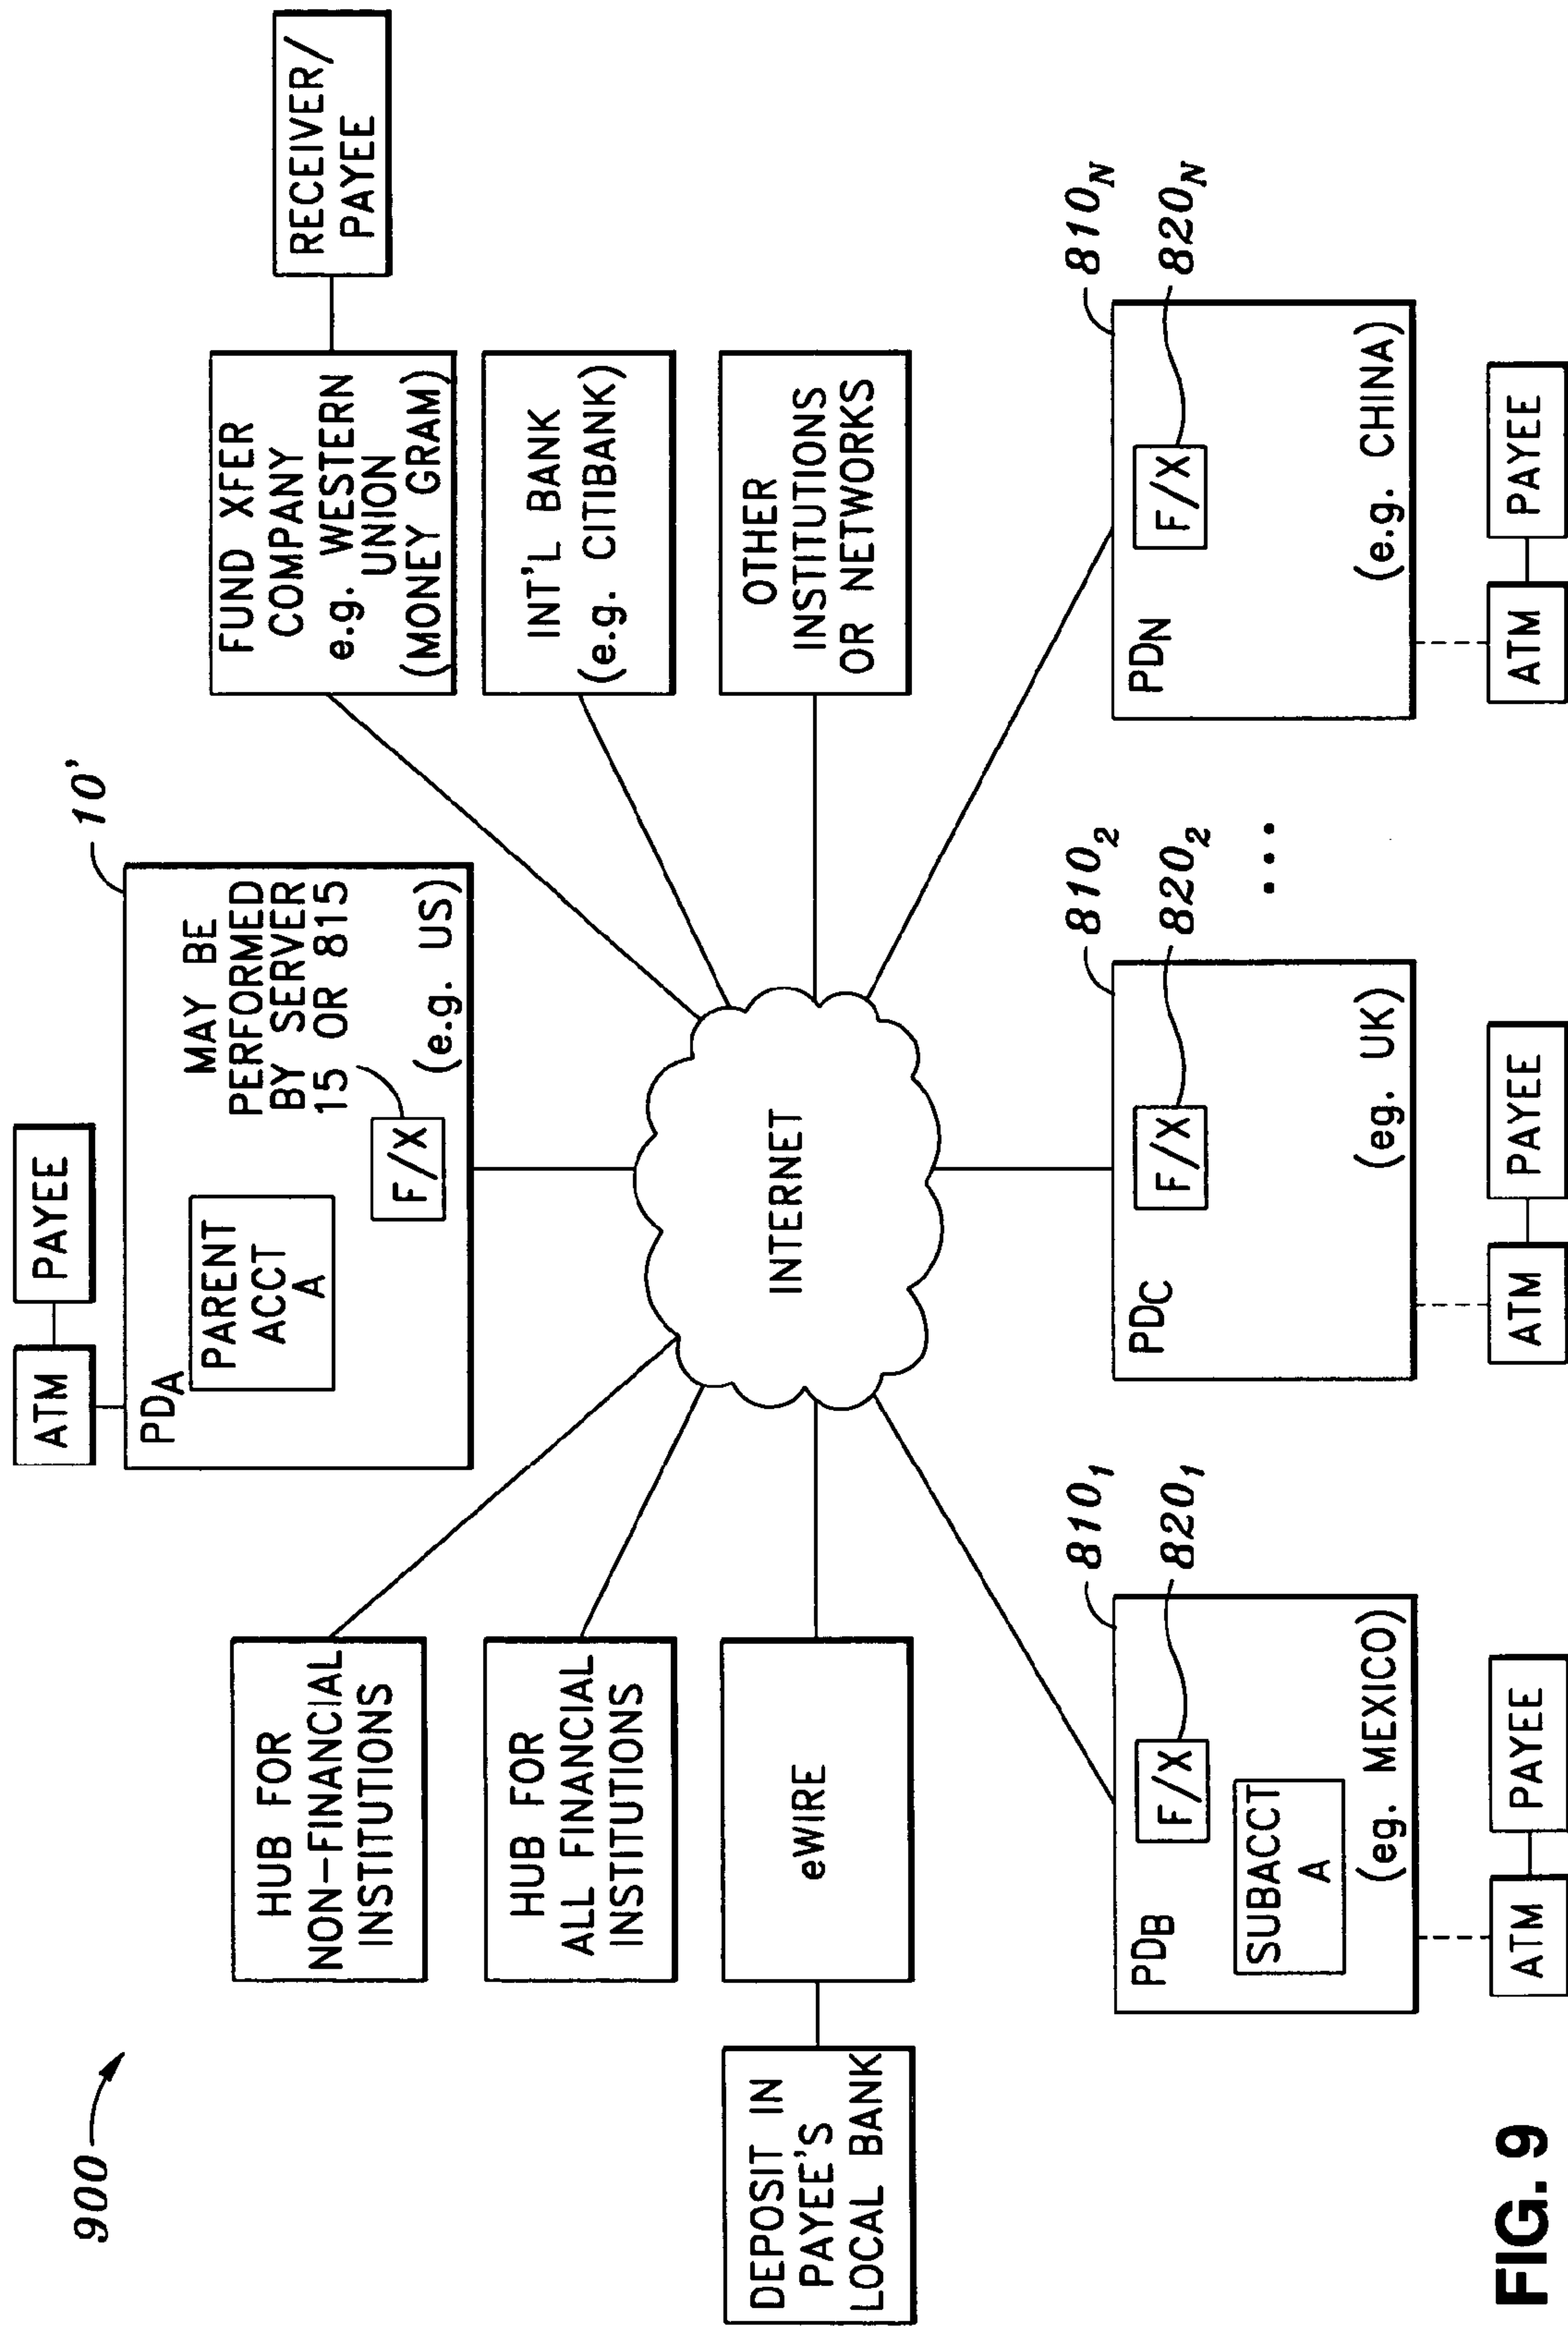 900
ATM
PAYEE
10'
PDA
PARENT
ACCT
A
MAY BE
PERFORMED
BY SERVER
15 OR 815
F/X
(e.g. US)
HUB FOR
NON-FINANCIAL
INSTITUTIONS
HUB FOR
ALL FINANCIAL
INSTITUTIONS
DEPOSIT IN
PAYEE'S
LOCAL BANK
eWIRE
INTERNET
FUND XFER
COMPANY
e.g. WESTERN
UNION
(MONEY GRAM)
RECEIVER/
PAYEE
INT'L BANK
(e.g. CITIBANK)
OTHER
INSTITUTIONS
OR NETWORKS
810₁
820₁
PDB
F/X
SUBACCT
A
(eg. MEXICO)
ATM
PAYEE
810₂
820₂
PDC
F/X
(eg. UK)
ATM
PAYEE
...
810N
820N
PDN
F/X
(e.g. CHINA)
ATM
PAYEE
FIG. 9